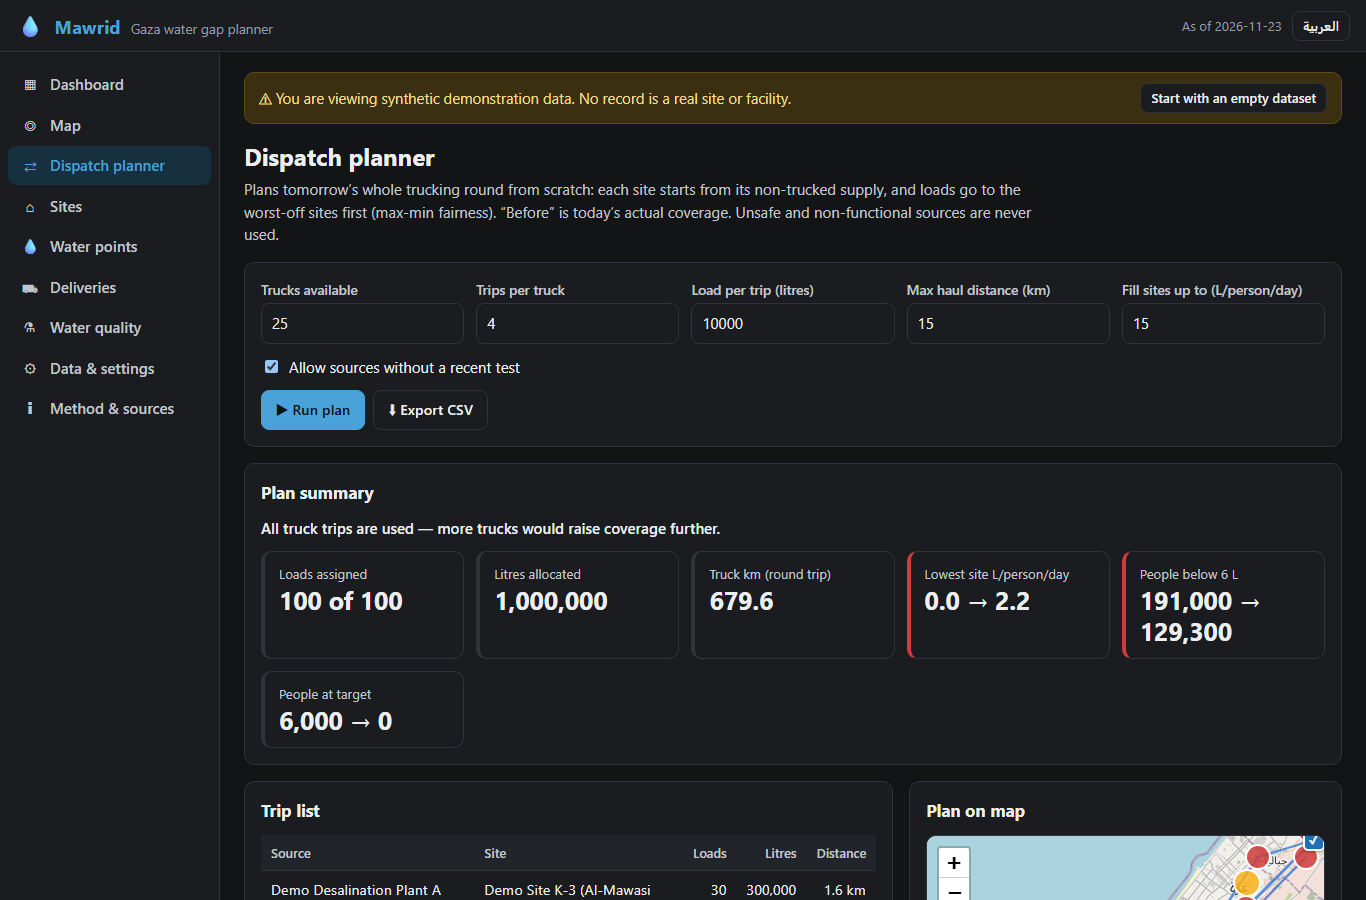 Mawrid Gaza water gap planner
As of 2026-11-23
العربية
Dashboard
Map
Dispatch planner
Sites
Water points
Deliveries
Water quality
Data & settings
Method & sources
⚠ You are viewing synthetic demonstration data. No record is a real site or facility.
Start with an empty dataset
Dispatch planner
Plans tomorrow’s whole trucking round from scratch: each site starts from its non-trucked supply, and loads go to the
worst-off sites first (max-min fairness). “Before” is today’s actual coverage. Unsafe and non-functional sources are never
used.
Trucks available
25
Trips per truck
4
Load per trip (litres)
10000
Max haul distance (km)
15
Fill sites up to (L/person/day)
15
Allow sources without a recent test
▶ Run plan
⬇ Export CSV
Plan summary
All truck trips are used — more trucks would raise coverage further.
Loads assigned
100 of 100
Litres allocated
1,000,000
Truck km (round trip)
679.6
Lowest site L/person/day
0.0 → 2.2
People below 6 L
191,000 →
129,300
People at target
6,000 → 0
Trip list
Source Site Loads Litres Distance
Demo Desalination Plant A Demo Site K-3 (Al-Mawasi 30 300,000 1.6 km
Plan on map
+
−